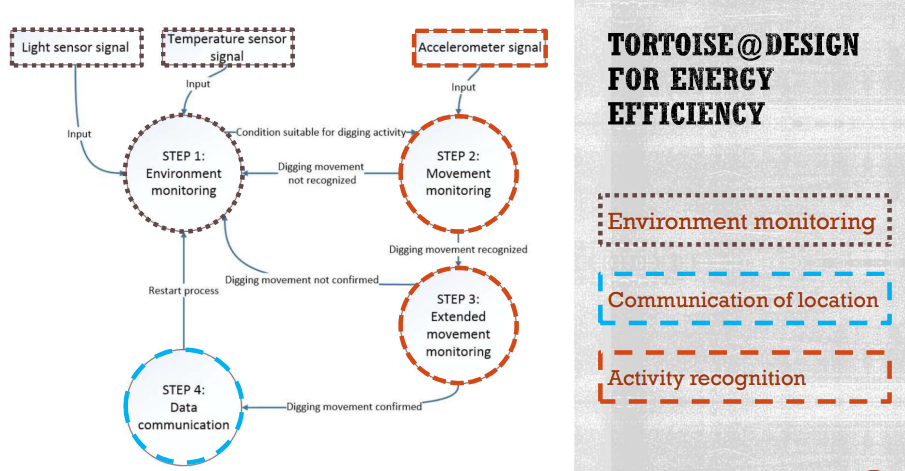 Light sensor signal
Temperature sensor
signal
Accelerometer signal
Input
Input
Input
STEP 1:
Environment
monitoring
Condition suitable for digging activity
Digging movement
not recognized
STEP 2:
Movement
monitoring
Digging movement recognized
Digging movement not confirmed
Restart process
STEP 3:
Extended
movement
monitoring
STEP 4:
Data
communication
Digging movement confirmed
TORTOISE@DESIGN
FOR ENERGY
EFFICIENCY
Environment monitoring
Communication of location
Activity recognition